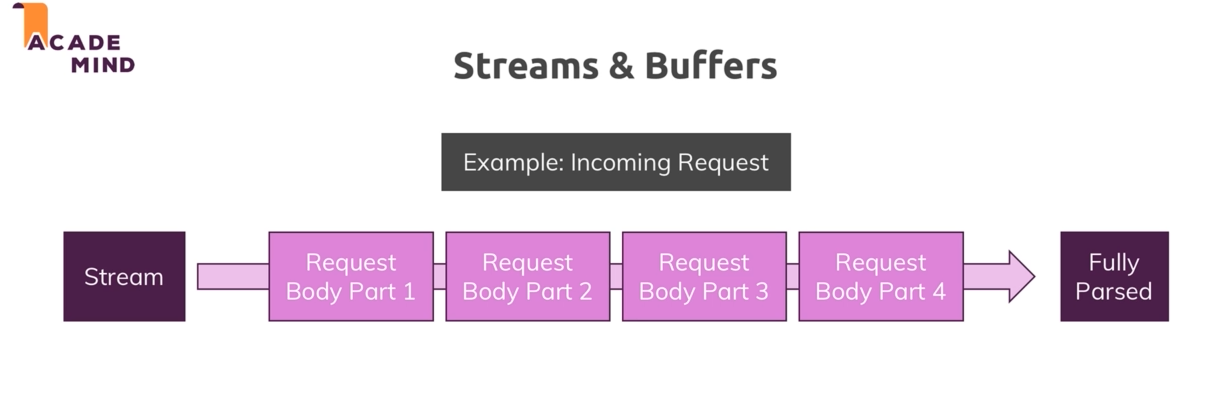 ACADE
MIND
Streams & Buffers
Example: Incoming Request
Stream
Request
Body Part 1
Request
Body Part 2
Request
Body Part 3
Request
Body Part 4
Fully
Parsed